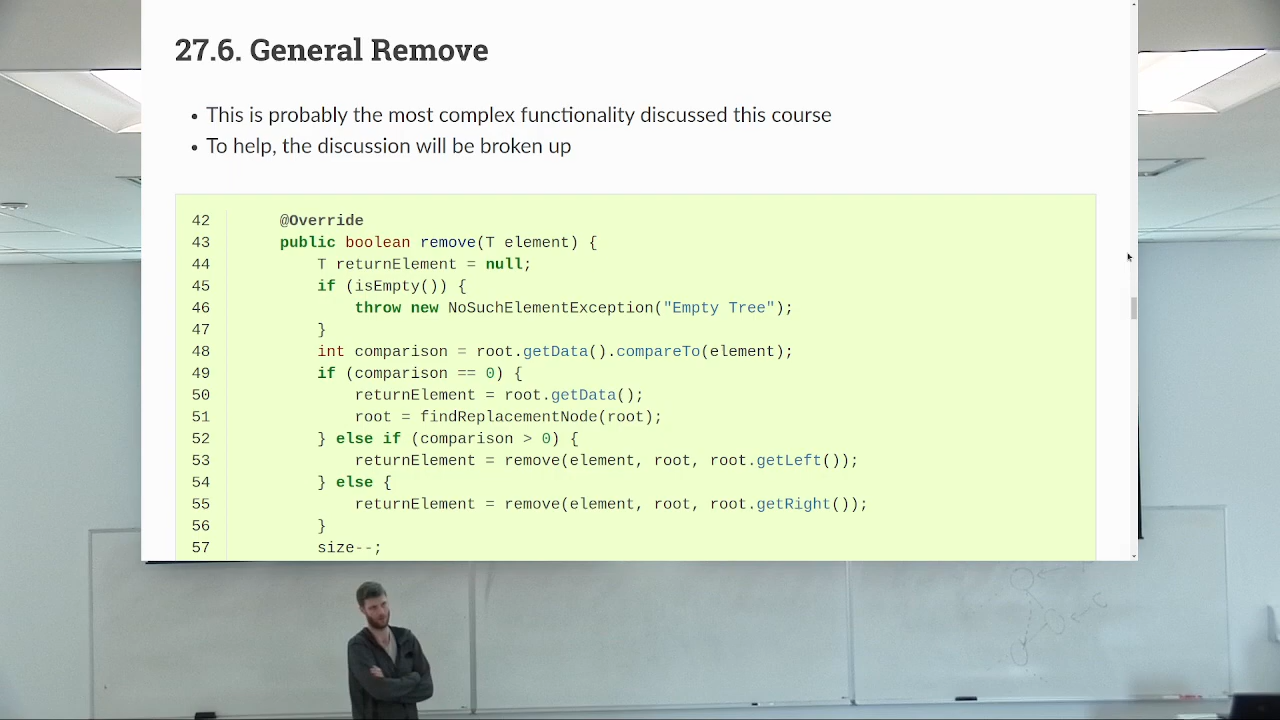 27.6. General Remove
• This is probably the most complex functionality discussed this course
• To help, the discussion will be broken up
42 @Override
43 public boolean remove(T element) {
44 T returnElement = null;
45 if (isEmpty()) {
46 throw new NoSuchElementException("Empty Tree");
47 }
48 int comparison = root.getData().compareTo(element);
49 if (comparison == 0) {
50 returnElement = root.getData();
51 root = findReplacementNode(root);
52 } else if (comparison > 0) {
53 returnElement = remove(element, root, root.getLeft());
54 } else {
55 returnElement = remove(element, root, root.getRight());
56 }
57 size--;